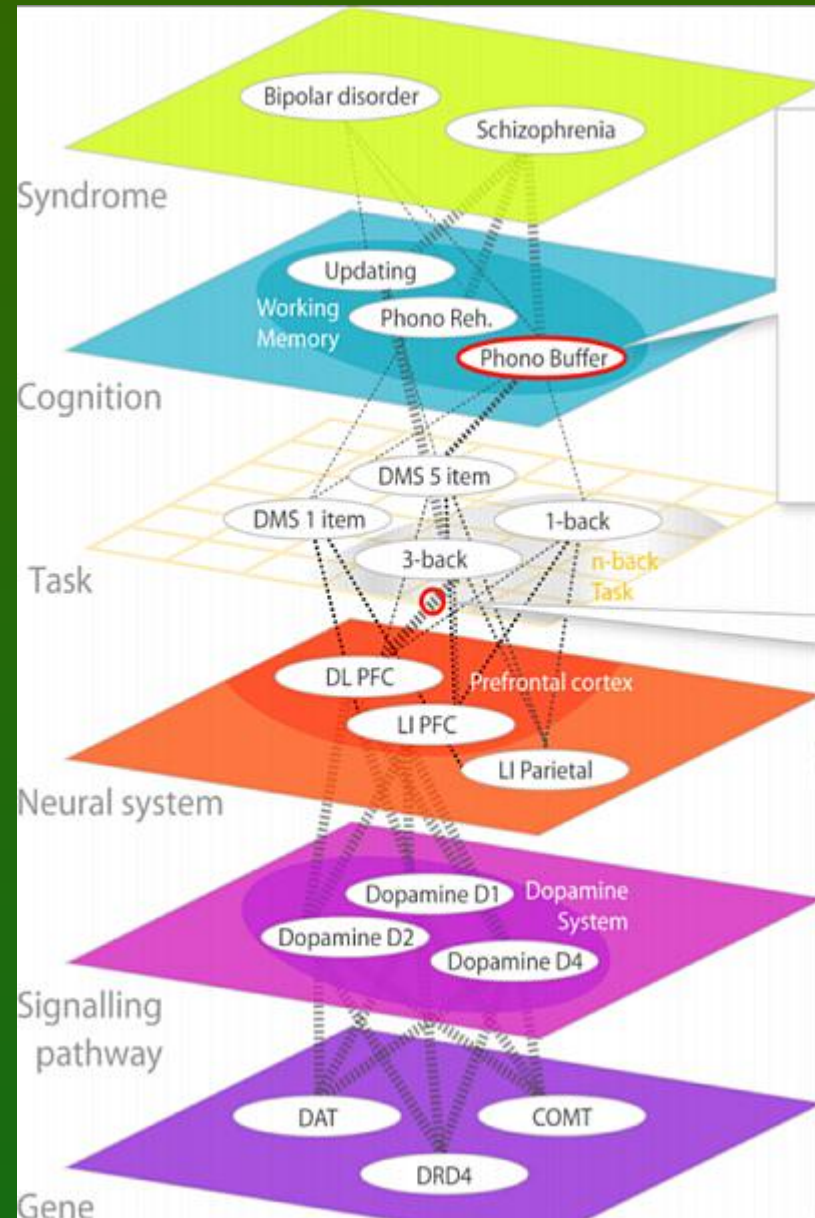 Bipolar disorder
Schizophrenia
Syndrome
Updating
Working
Memory
Phono Reh.
Phono Buffer
Cognition
DMS 5 item
DMS 1 item
1-back
3-back
n-back
Task
Task
DL PFC
Prefrontal cortex
LI PFC
LI Parietal
Neural system
Dopamine D1
Dopamine
System
Dopamine D2
Dopamine D4
Signalling
pathway
DAT
COMT
DRD4
Gene